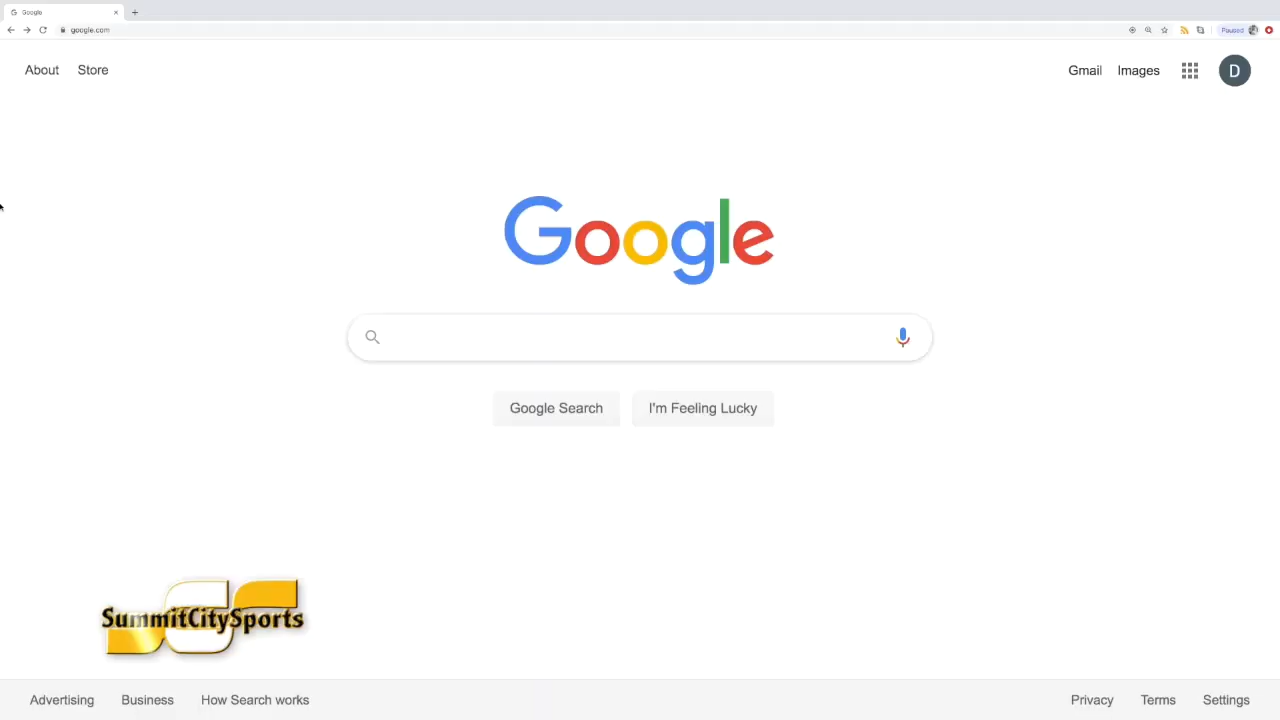 Google
google.com
Paused
About Store
Gmail Images
D
Google
Google Search I'm Feeling Lucky
SummitCitySports
Advertising Business How Search works
Privacy Terms Settings